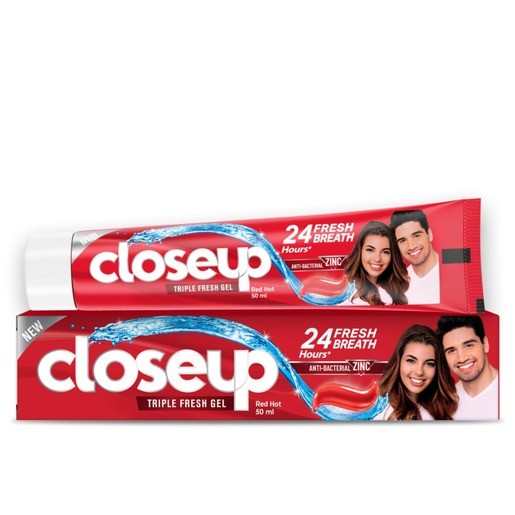 New
closeup
TRIPLE FRESH GEL
Red Hot
50 ml
24 FRESH
BREATH
Hours*
ANTI-BACTERIAL ZINC
NEW
closeup
TRIPLE FRESH GEL
Red Hot
50 ml
24 FRESH
BREATH
Hours*
ANTI-BACTERIAL ZINC